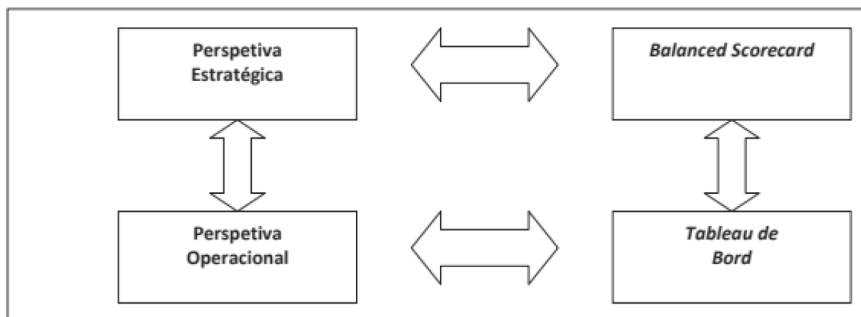 Perspetiva
Estratégica
Balanced Scorecard
Perspetiva
Operacional
Tableau de
Bord